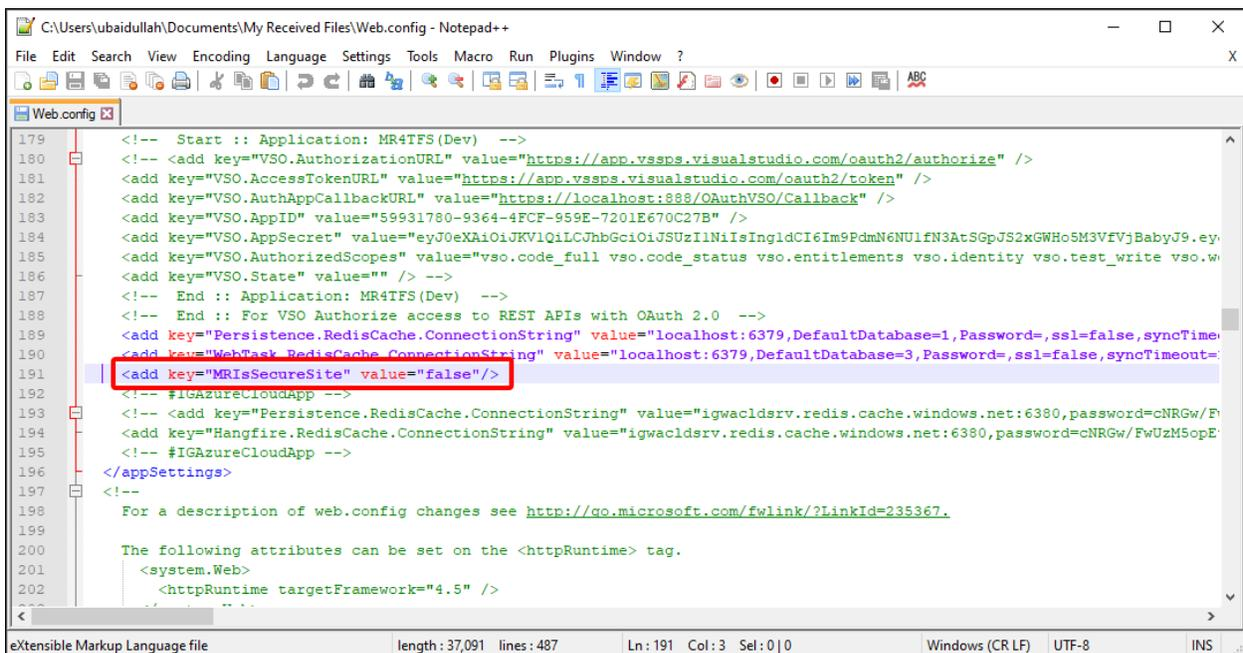 C:\Users\ubaidullah\Documents\My Received Files\Web.config - Notepad++
File Edit Search View Encoding Language Settings Tools Macro Run Plugins Window ? X
ABC
Web.config
179 <!-- Start :: Application: MR4TFS(Dev) -->
180 <!-- <add key="VSO.AuthorizationURL" value="https://app.vssps.visualstudio.com/oauth2/authorize" />
181 <add key="VSO.AccessTokenURL" value="https://app.vssps.visualstudio.com/oauth2/token" />
182 <add key="VSO.AuthAppCallbackURL" value="https://localhost:888/OAuthVSO/Callback" />
183 <add key="VSO.AppID" value="59931780-9364-4FCF-959E-7201E670C27B" />
184 <add key="VSO.AppSecret"
185 <add key="VSO.AuthorizedScopes" value="vso.code_full vso.code_status vso.entitlements vso.identity vso.test_write
186 <add key="VSO.State" value="" /> -->
187 <!-- End :: Application: MR4TFS(Dev) -->
188 <!-- End :: For VSO Authorize access to REST APIs with OAuth 2.0 -->
189 <add key="Persistence.RedisCache.ConnectionString" value="localhost:6379,DefaultDatabase=1,Password=,ssl=false,
190 <add key="WebTask.RedisCache.ConnectionString" value="localhost:6379,DefaultDatabase=3,Password=,ssl=false,syncTimeout=
191 <add key="MRIsSecureSite" value="false"/>
192 <!-- #IGAzureCloudApp -->
193 <!-- <add key="Persistence.RedisCache.ConnectionString" value="igwacldsrv.redis.cache.windows.net:6380,
194 <add key="Hangfire.RedisCache.ConnectionString" value="igwacldsrv.redis.cache.windows.net:6380,
195 <!-- #IGAzureCloudApp -->
196 </appSettings>
197 <!--
198 For a description of web.config changes see http://go.microsoft.com/fwlink/?LinkId=235367.
199
200 The following attributes can be set on the <httpRuntime> tag.
201 <system.Web>
202 <httpRuntime targetFramework="4.5" />
eXtensible Markup Language file length : 37,091 lines : 487 Ln : 191 Col : 3 Sel : 0 | 0 Windows (CR LF) UTF-8 INS